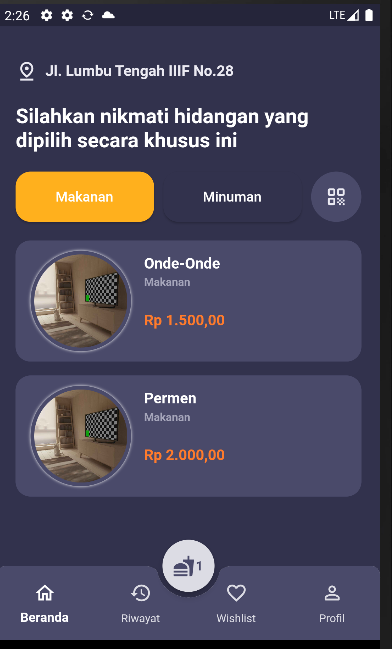 2:26
LTE
Jl. Lumbu Tengah IIIF No.28
Silahkan nikmati hidangan yang
dipilih secara khusus ini
Makanan
Minuman
Onde-Onde
Makanan
Rp 1.500,00
Permen
Makanan
Rp 2.000,00
1
Beranda
Riwayat
Wishlist
Profil